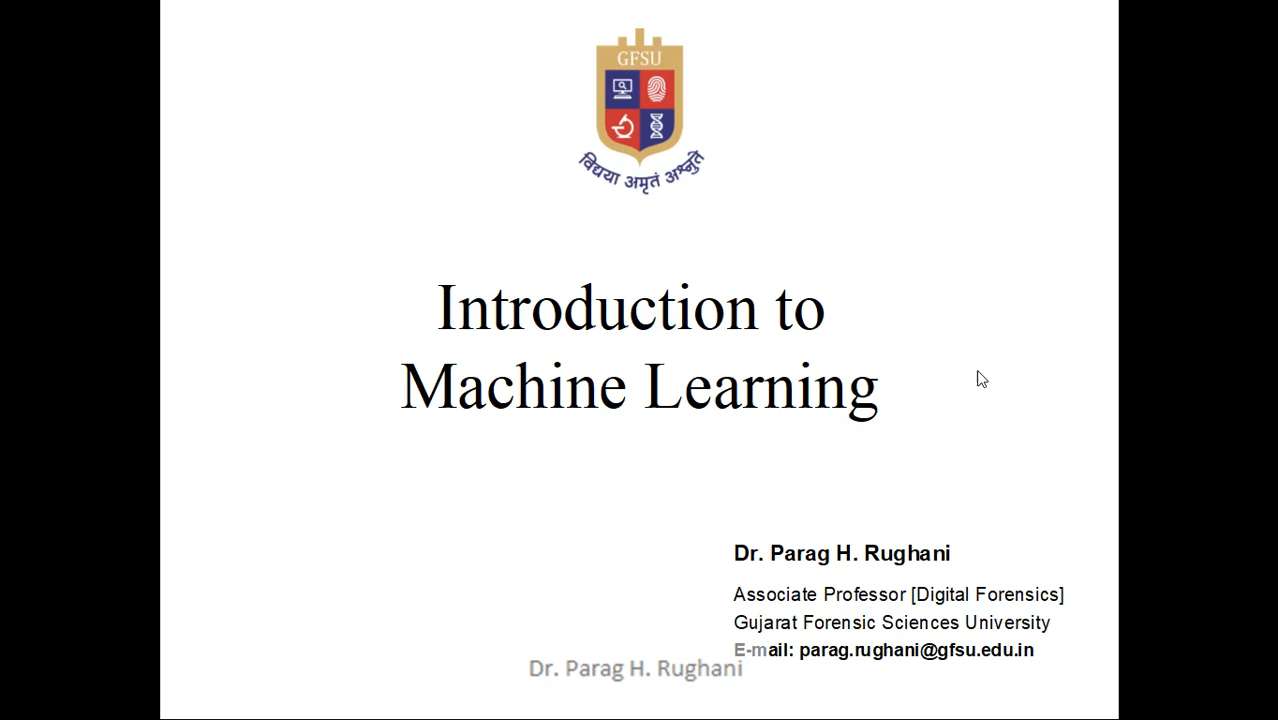 GFSU
विद्यया अमृतं अश्नुते
Introduction to
Machine Learning
Dr. Parag H. Rughani
Associate Professor [Digital Forensics]
Gujarat Forensic Sciences University
E-mail: parag.rughani@gfsu.edu.in
Dr. Parag H. Rughani